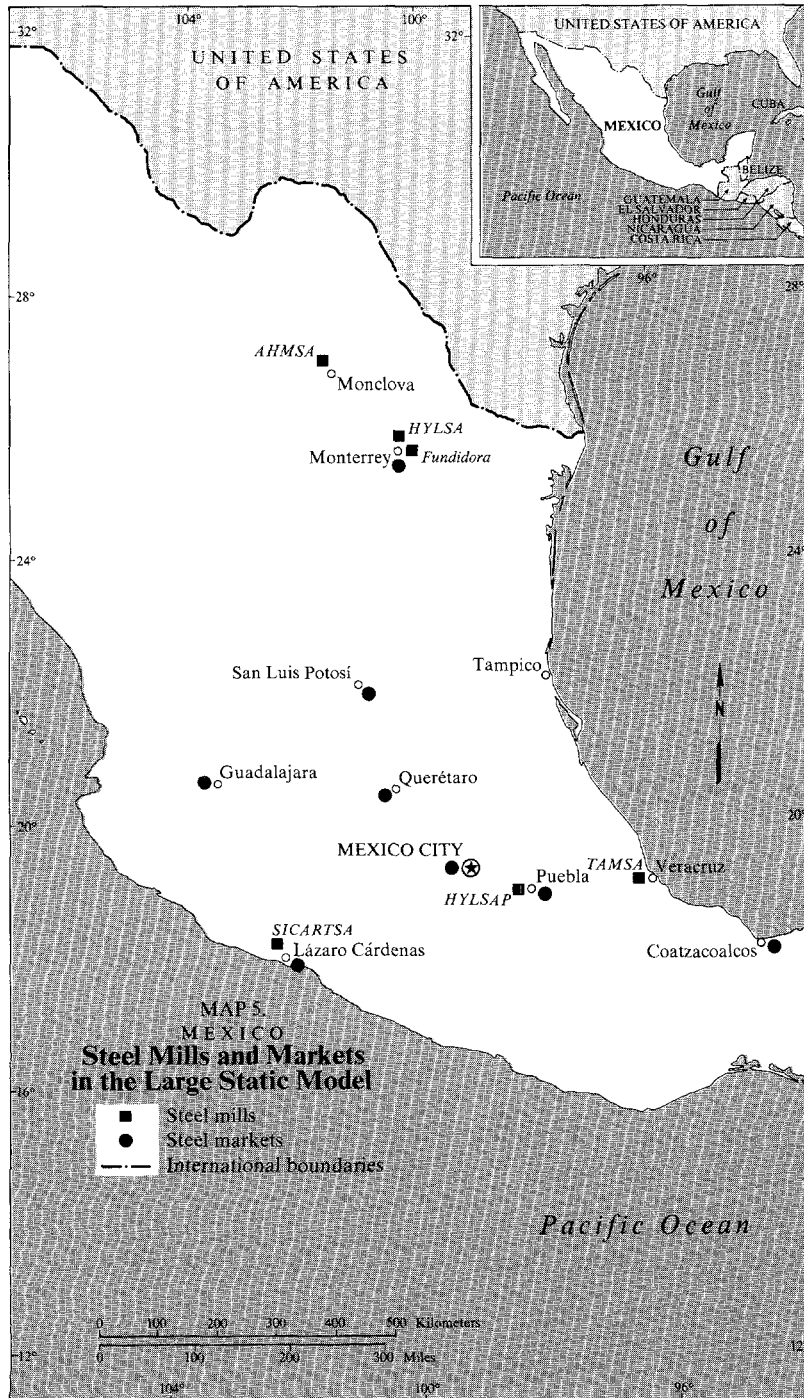 104°
100°
32°
32°
UNITED STATES
OF AMERICA
UNITED STATES OF AMERICA
Gulf
of
Mexico
CUBA
MEXICO
BELIZE
Pacific Ocean
GUATEMALA
EL SALVADOR
HONDURAS
NICARAGUA
COSTA RICA
28°
96°
28°
AHMSA
Monclova
HYLSA
Monterrey
Fundidora
Gulf
of
Mexico
24°
24°
San Luis Potosí
Tampico
N
Guadalajara
Querétaro
20°
20°
MEXICO CITY
TAMSA
Veracruz
Puebla
HYLSAP
SICARTSA
Lázaro Cárdenas
Coatzacoalcos
MAP 5.
MEXICO
Steel Mills and Markets
in the Large Static Model
16°
16°
Steel mills
Steel markets
International boundaries
Pacific Ocean
0 100 200 300 400 500 Kilometers
0 100 200 300 Miles
12°
104°
100°
96°